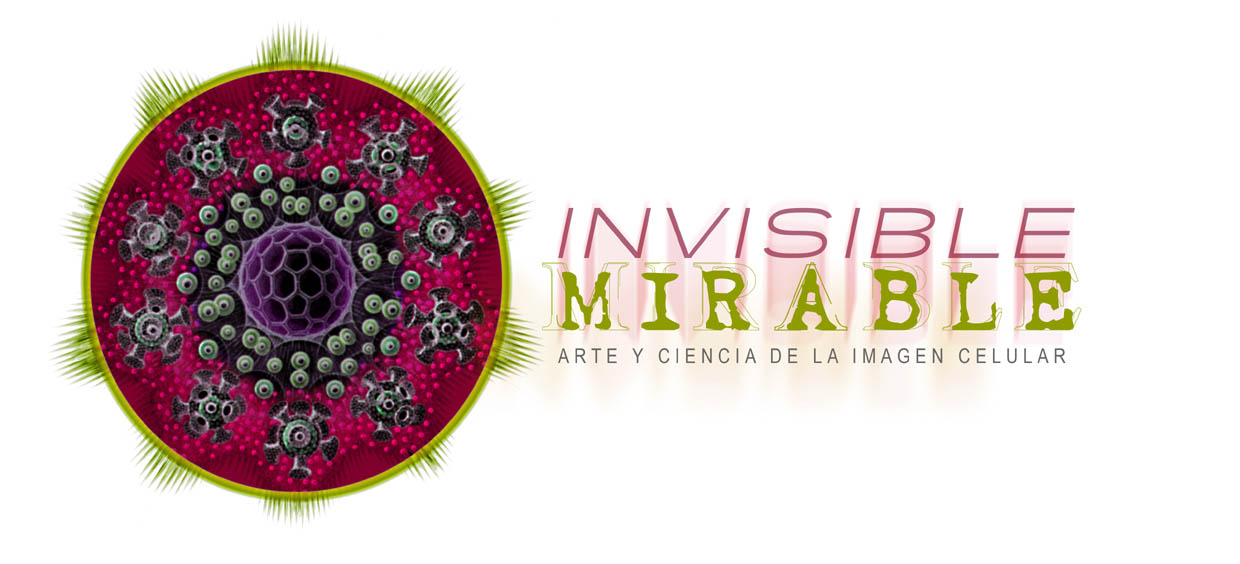 INVISIBLE
MIRABLE
ARTE Y CIENCIA DE LA IMAGEN CELULAR